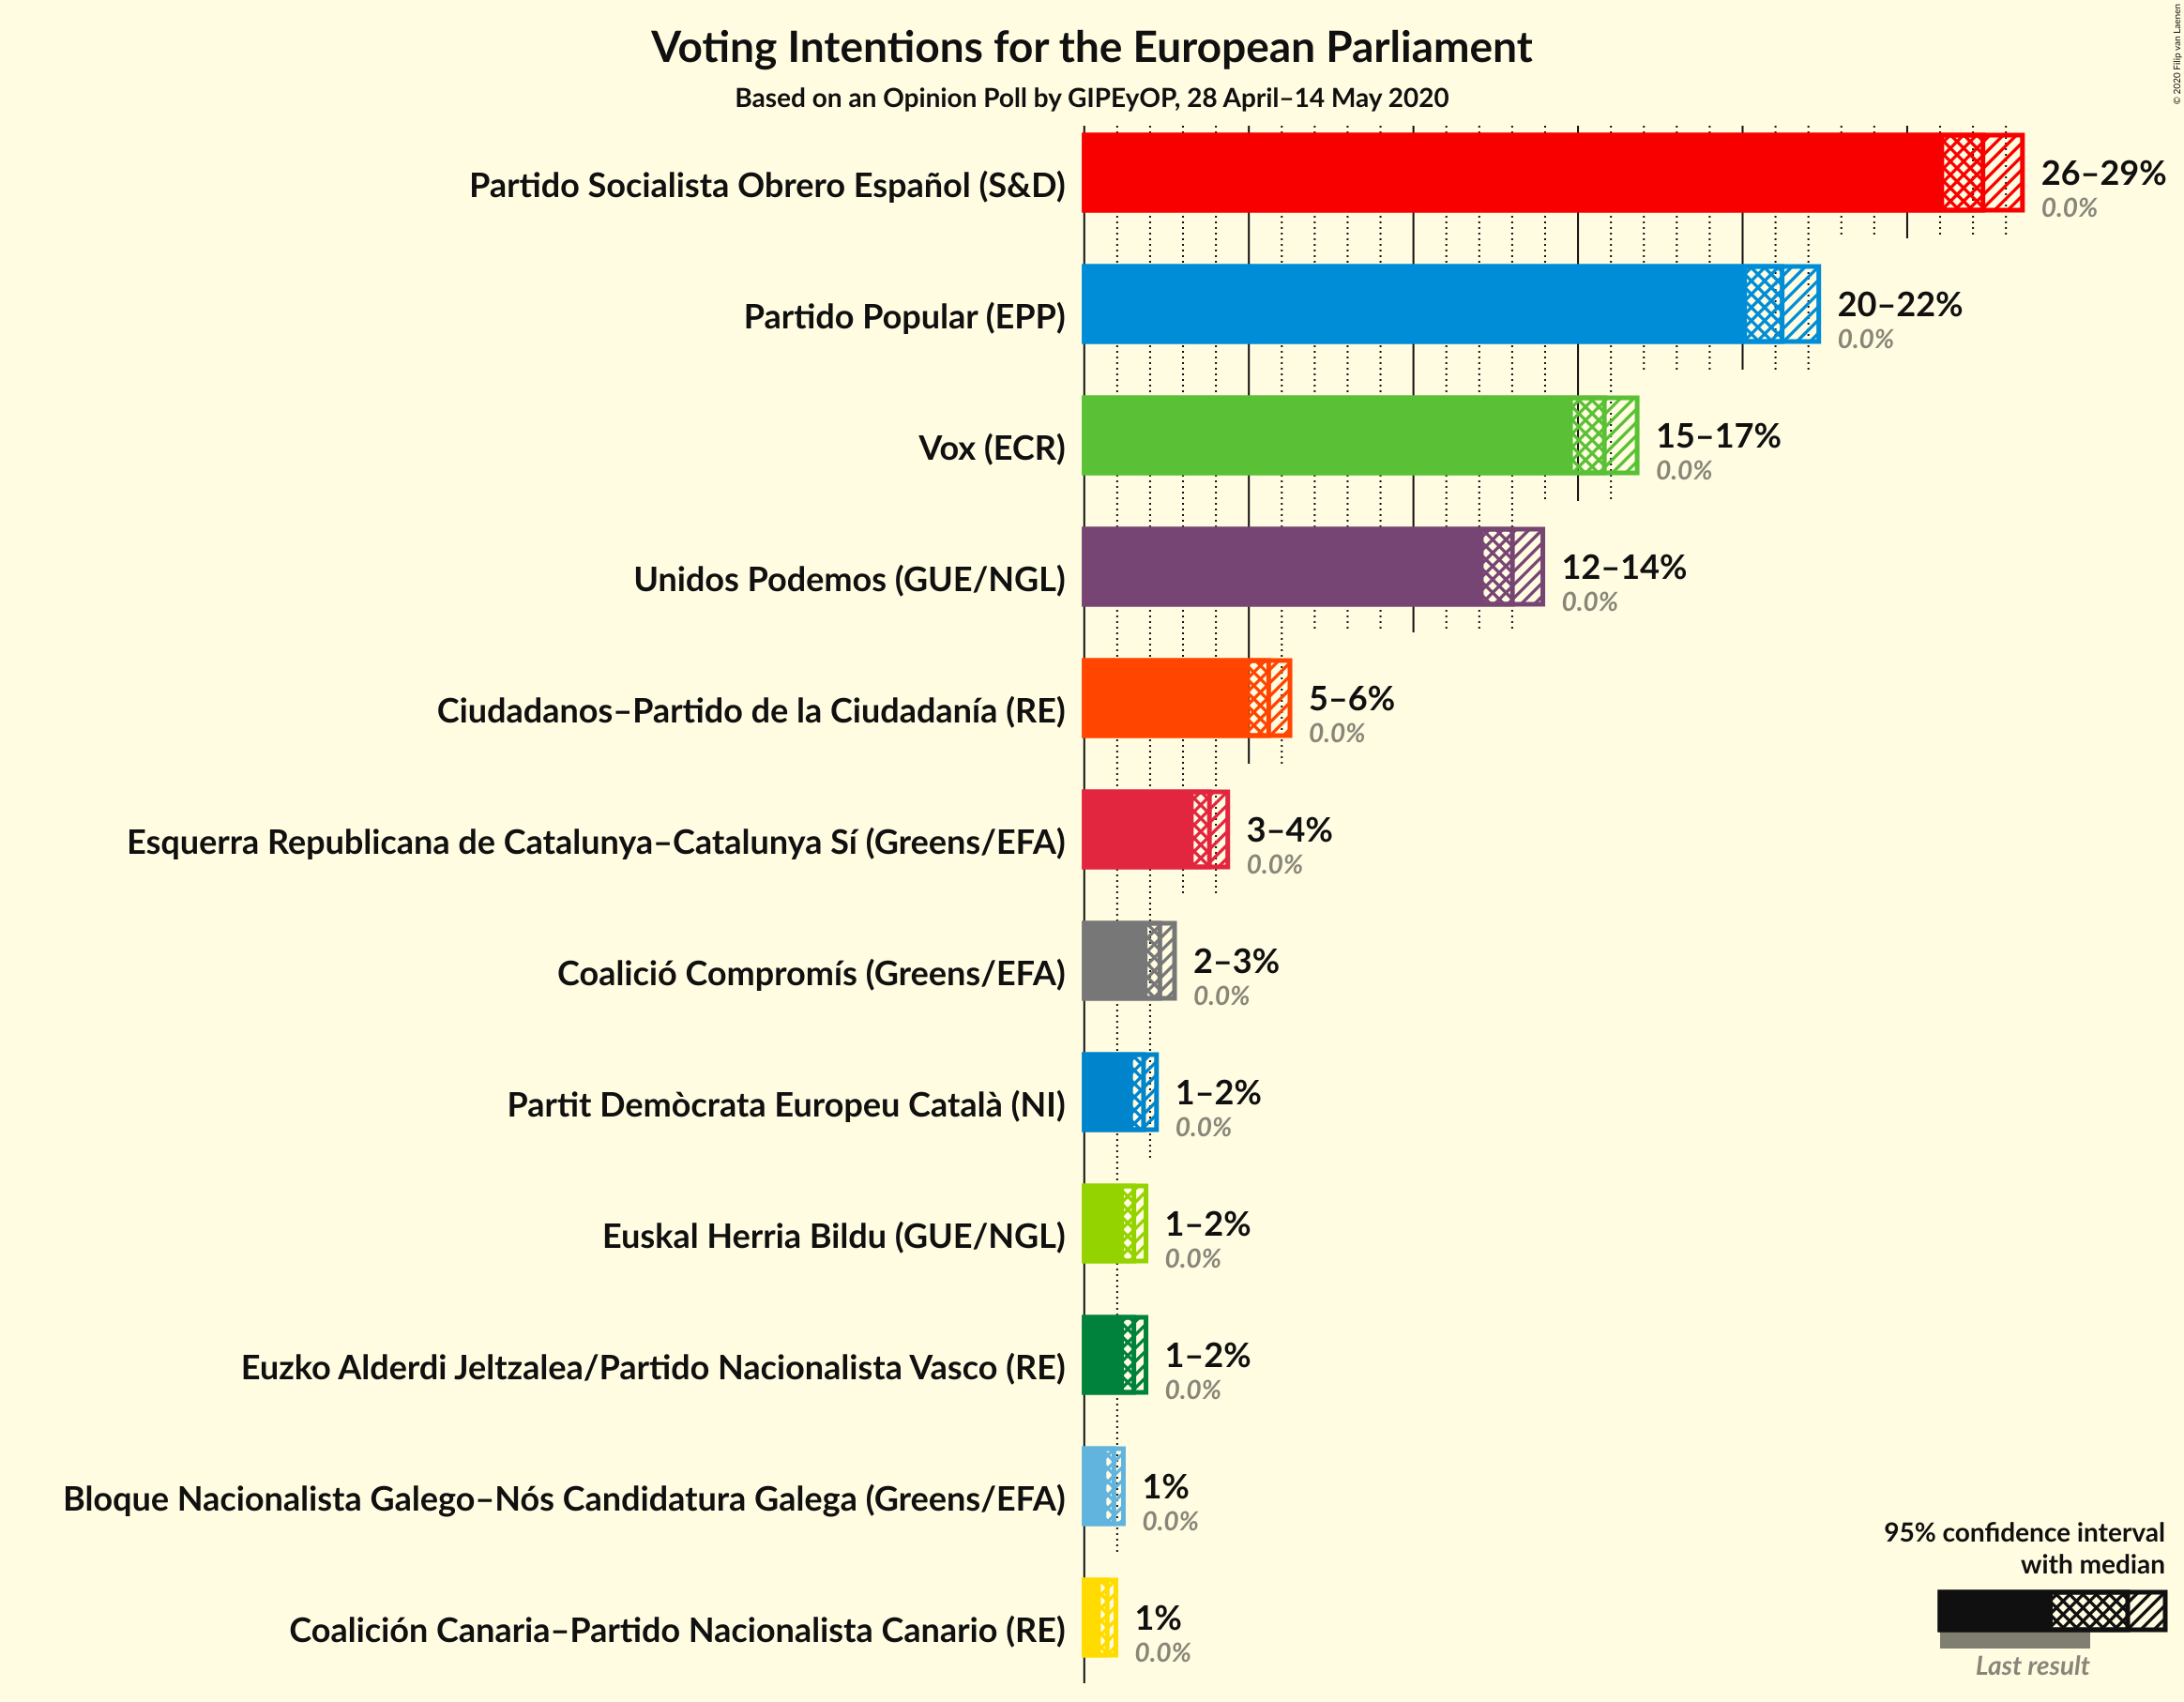 Voting Intentions for the European Parliament
Based on an Opinion Poll by GIPEyOP, 28 April–14 May 2020
© 2020 Filip van Laenen
Partido Socialista Obrero Español (S&D)
26–29%
0.0%
Partido Popular (EPP)
20–22%
0.0%
Vox (ECR)
15–17%
0.0%
Unidos Podemos (GUE/NGL)
12–14%
0.0%
Ciudadanos–Partido de la Ciudadanía (RE)
5–6%
0.0%
Esquerra Republicana de Catalunya–Catalunya Sí (Greens/EFA)
3–4%
0.0%
Coalició Compromís (Greens/EFA)
2–3%
0.0%
Partit Demòcrata Europeu Català (NI)
1–2%
0.0%
Euskal Herria Bildu (GUE/NGL)
1–2%
0.0%
Euzko Alderdi Jeltzalea/Partido Nacionalista Vasco (RE)
1–2%
0.0%
Bloque Nacionalista Galego–Nós Candidatura Galega (Greens/EFA)
1%
0.0%
Coalición Canaria–Partido Nacionalista Canario (RE)
1%
0.0%
95% confidence interval
with median
Last result